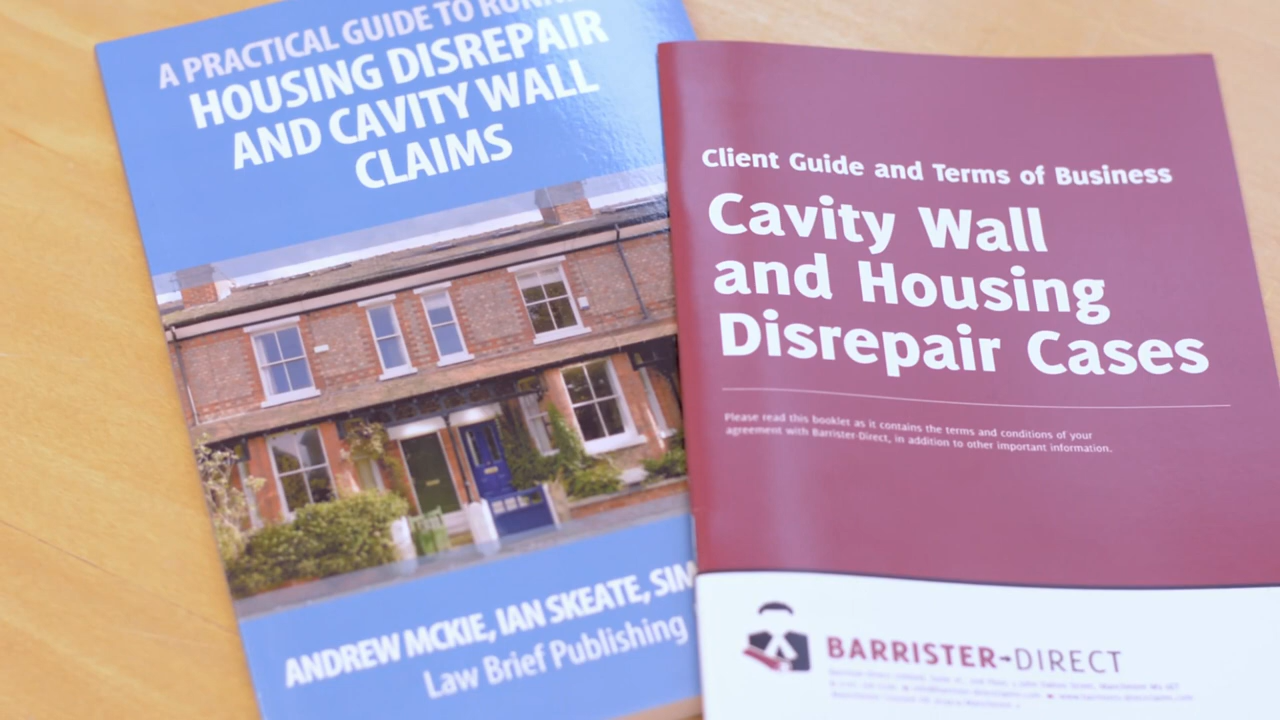 A PRACTICAL GUIDE TO
HOUSING DISREPAIR
AND CAVITY WALL
CLAIMS
ANDREW MCKIE, IAN SKEATE,
Law Brief Publishing
Client Guide and Terms of Business
Cavity Wall
and Housing
Disrepair Cases
Please read this booklet as it contains the terms and conditions of your
agreement with Barrister-Direct, in addition to other important information.
BARRISTER-DIRECT